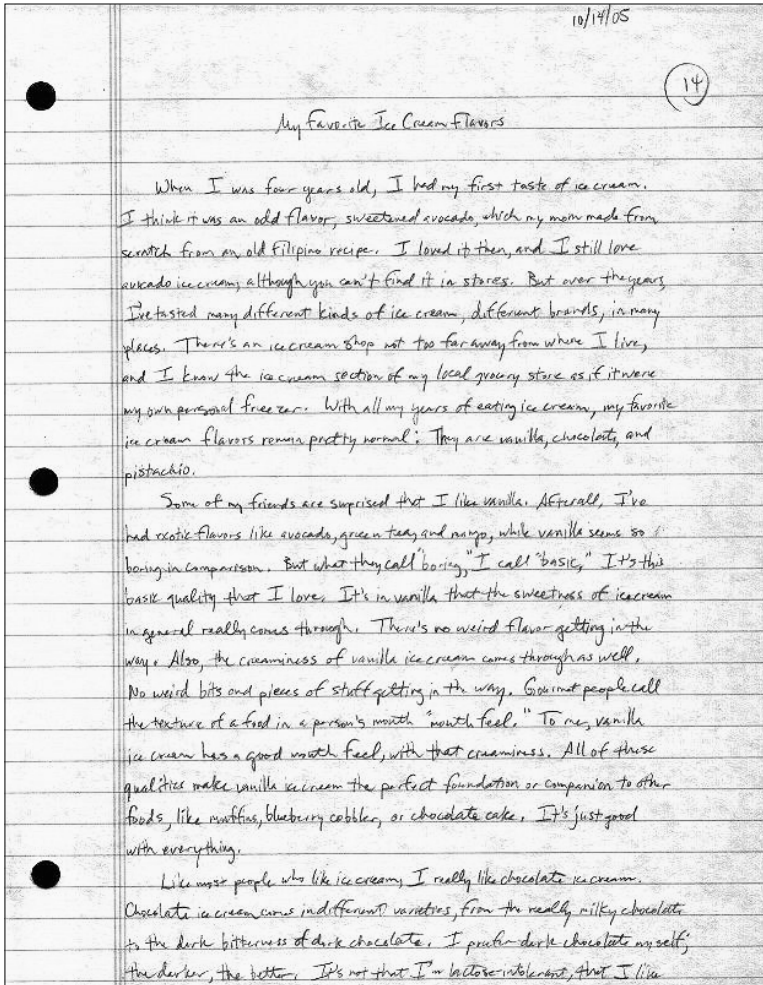 10/14/05
14
My Favorite Ice Cream Flavors
When I was four years old, I had my first taste of ice cream.
I think it was an odd flavor, sweetened avocado, which my mom made from
scratch from an old Filipino recipe. I loved it then, and I still love
avocado ice cream, although you can't find it in stores. But over the years,
I've tasted many different kinds of ice cream, different brands, in many
places. There's an ice cream shop not too far away from where I live,
and I know the ice cream section of my local grocery store as if it were
my own personal freezer. With all my years of eating ice cream, my favorite
ice cream flavors remain pretty normal: They are vanilla, chocolate, and
pistachio.
Some of my friends are surprised that I like vanilla. Afterall, I've
had exotic flavors like avocado, green tea, and mango, while vanilla seems so
boring in comparison. But what they call "boring," I call "basic," It's this
basic quality that I love. It's in vanilla that the sweetness of ice cream
in general really comes through. There's no weird flavor getting in the
way. Also, the creaminess of vanilla ice cream comes through as well.
No weird bits and pieces of stuff getting in the way. Gourmet people call
the texture of a food in a person's mouth "mouth feel." To me, vanilla
ice cream has a good mouth feel, with that creaminess. All of these
qualities make vanilla ice cream the perfect foundation or companion to other
foods, like muffins, blueberry cobbler, or chocolate cake. It's just good
with everything.
Like most people who like ice cream, I really like chocolate ice cream.
Chocolate ice cream comes in different varieties, from the really milky chocolate
to the dark bitterness of dark chocolate. I prefer dark chocolate myself;
the darker, the better. It's not that I'm lactose-intolerant, that I like